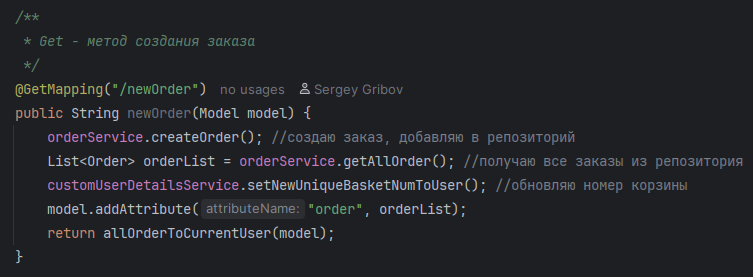 /**
 * Get - метод создания заказа
 */
@GetMapping("/newOrder") no usages Sergey Gribov
public String newOrder(Model model) {
    orderService.createOrder(); //создаю заказ, добавляю в репозиторий
    List<Order> orderList = orderService.getAllOrder(); //получаю все заказы из репозитория
    customUserDetailsService.setNewUniqueBasketNumToUser(); //обновляю номер корзины
    model.addAttribute( attributeName: "order", orderList);
    return allOrderToCurrentUser(model);
}